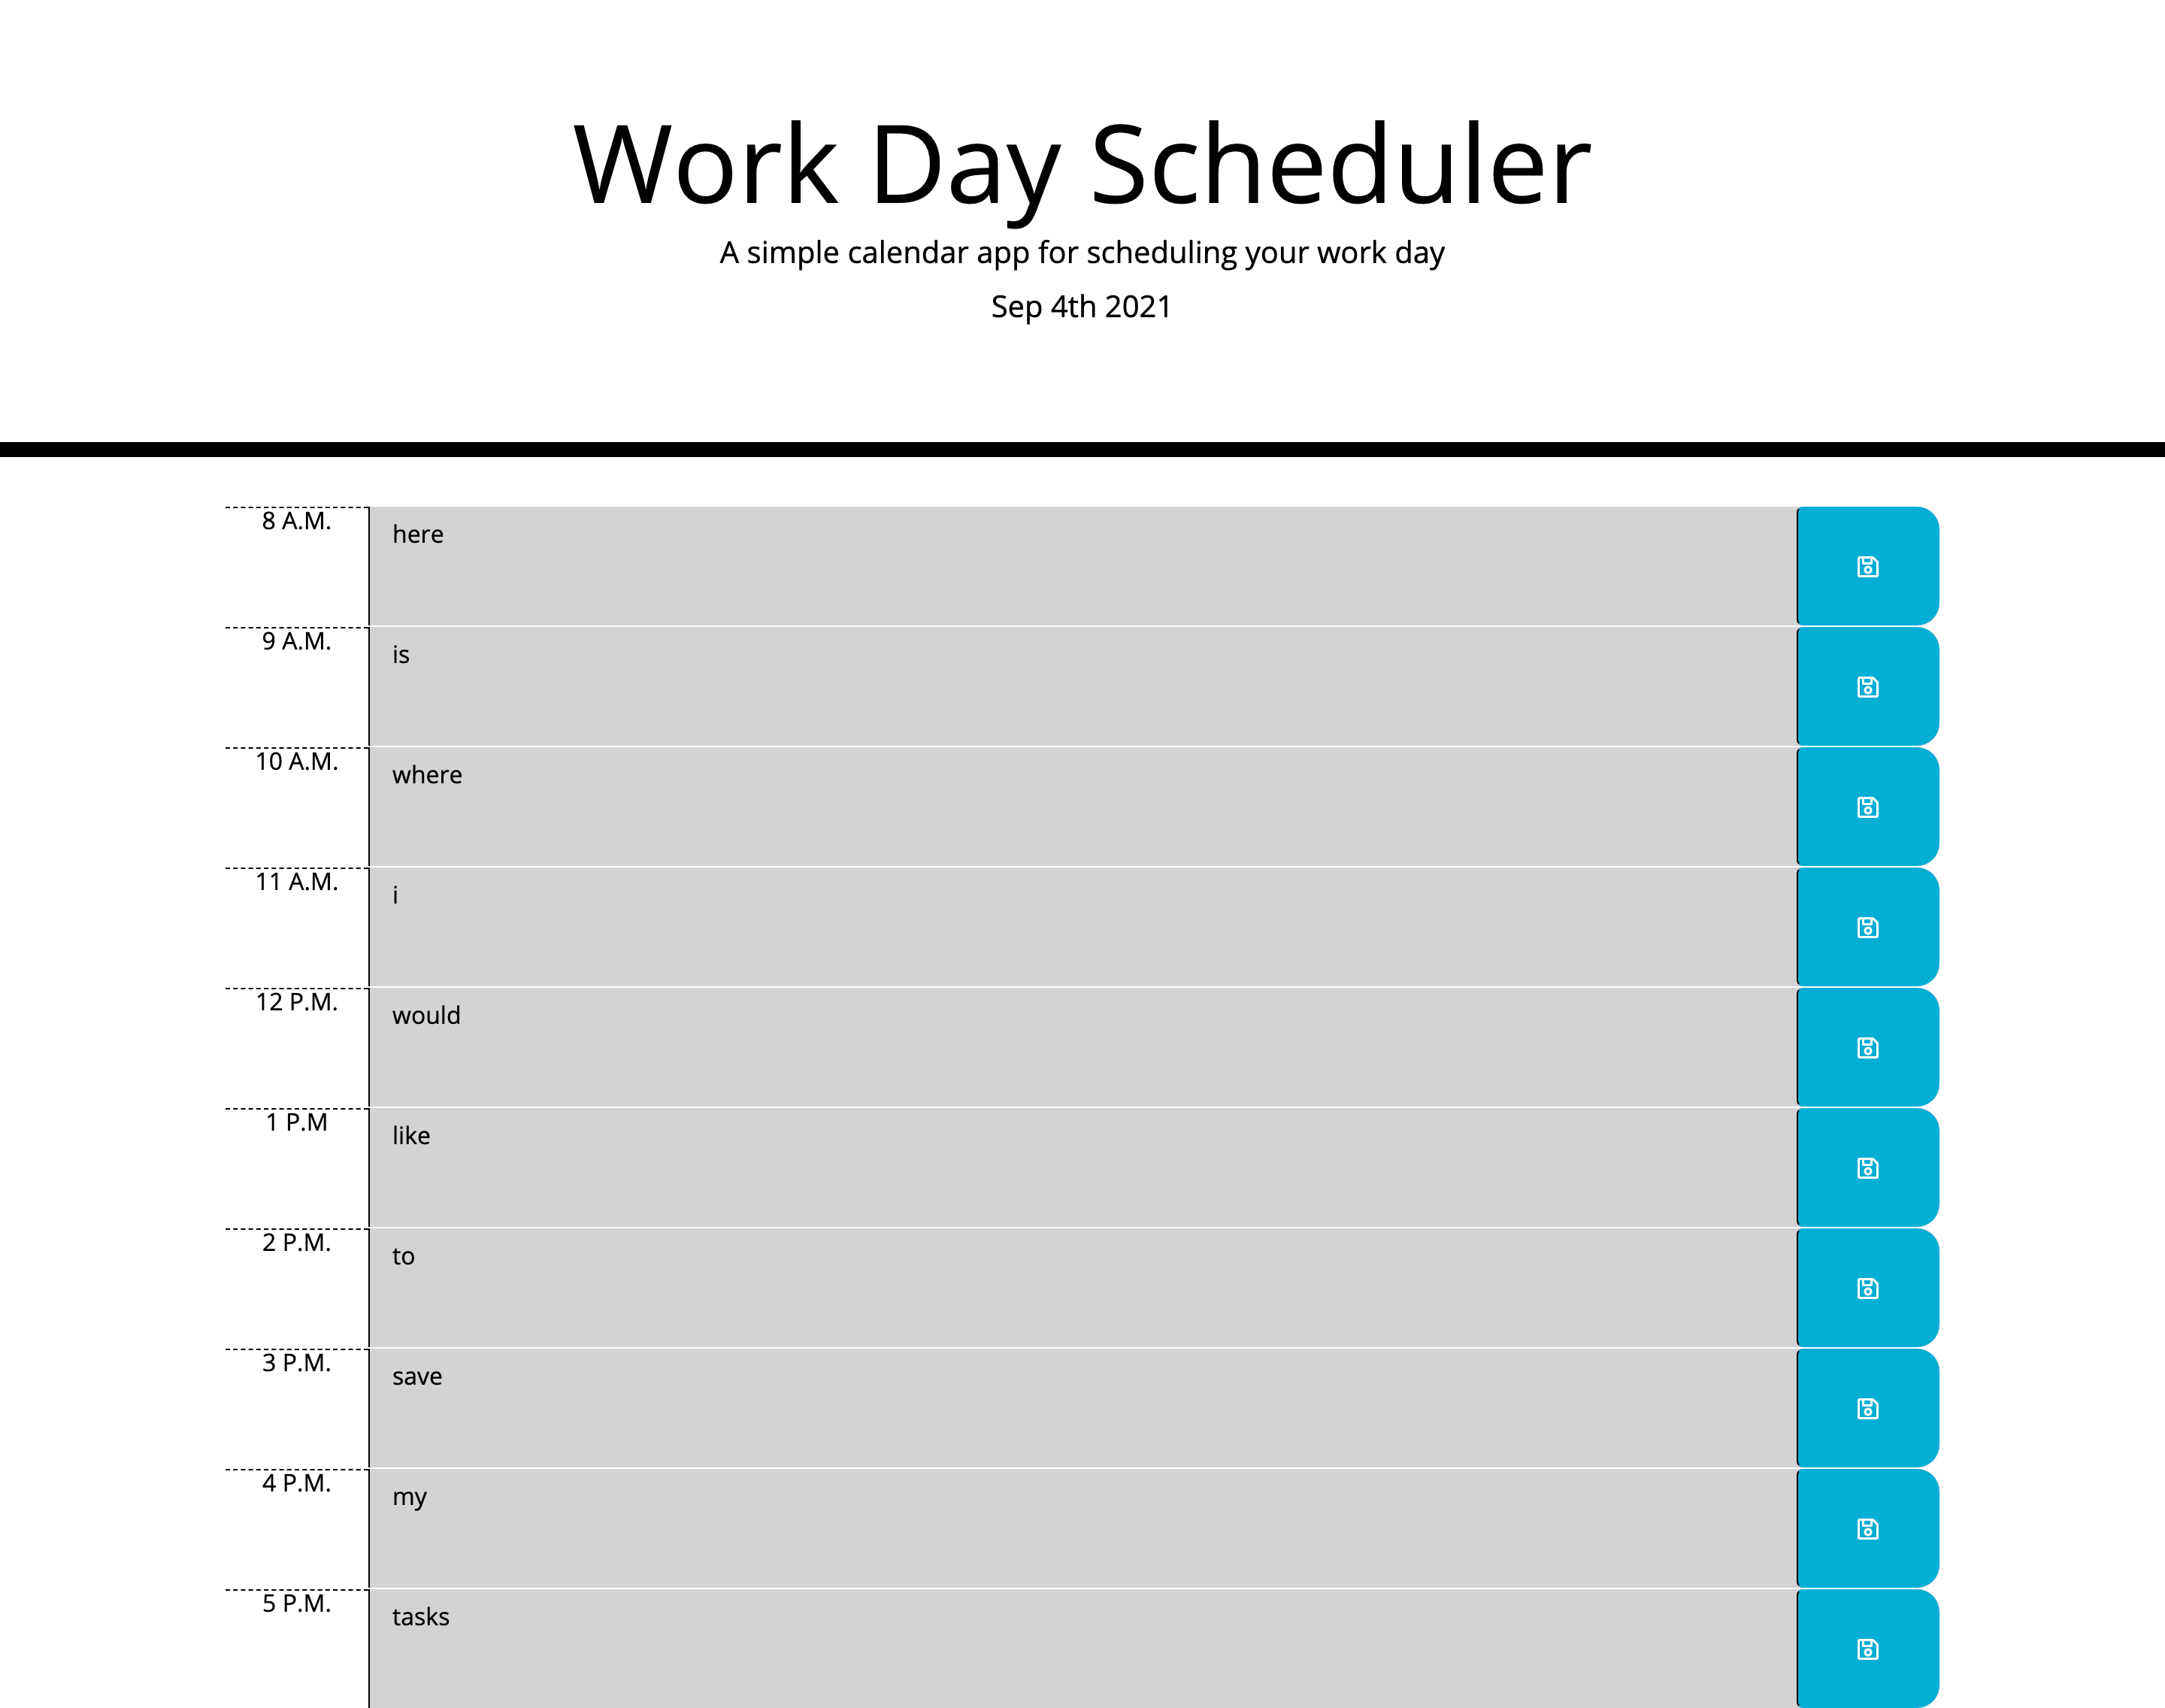 Work Day Scheduler
A simple calendar app for scheduling your work day
Sep 4th 2021
8 A.M.
here
9 A.M.
is
10 A.M.
where
11 A.M.
i
12 P.M.
would
1 P.M
like
2 P.M.
to
3 P.M.
save
4 P.M.
my
5 P.M.
tasks